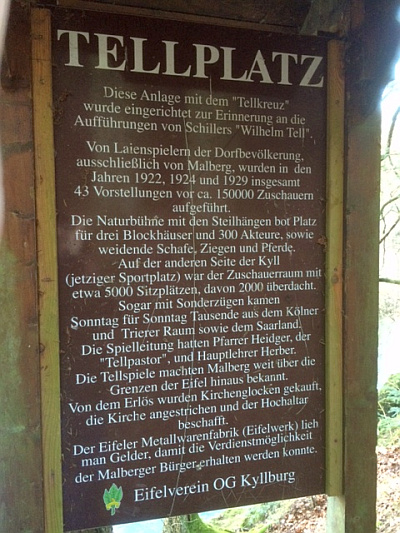 TELLPLATZ
Diese Anlage mit dem "Tellkreuz"
wurde eingerichtet zur Erinnerung an die
Aufführungen von Schillers "Wilhelm Tell".
Von Laienspielern der Dorfbevölkerung,
ausschließlich von Malberg, wurden in den
Jahren 1922, 1924 und 1929 insgesamt
43 Vorstellungen vor ca. 150000 Zuschauern
aufgeführt.
Die Naturbühne mit den Steilhängen bot Platz
für drei Blockhäuser und 300 Akteure, sowie
weidende Schafe, Ziegen und Pferde.
Auf der anderen Seite der Kyll
(jetziger Sportplatz) war der Zuschauerraum mit
etwa 5000 Sitzplätzen, davon 2000 überdacht.
Sogar mit Sonderzügen kamen
Sonntag für Sonntag Tausende aus dem Kölner
und Trierer Raum sowie dem Saarland.
Die Spielleitung hatten Pfarrer Heidger, der
"Tellpastor", und Hauptlehrer Herber.
Die Tellspiele machten Malberg weit über die
Grenzen der Eifel hinaus bekannt.
Von dem Erlös wurden Kirchenglocken gekauft,
die Kirche angestrichen und der Hochaltar
beschafft.
Der Eifeler Metallwarenfabrik (Eifelwerk) lieh
man Gelder, damit die Verdienstmöglichkeit
der Malberger Bürger erhalten werden konnte.
Eifelverein OG Kyllburg